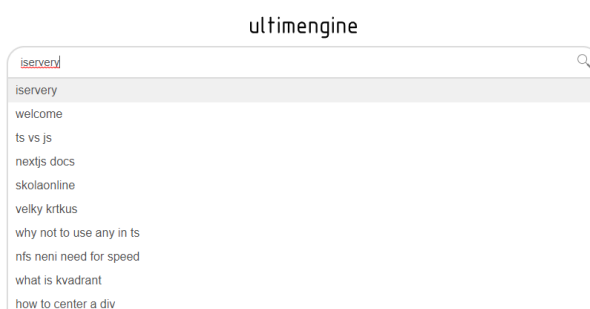 ultimengine
iservery
iservery
welcome
ts vs js
nextjs docs
skolaonline
velky krtkus
why not to use any in ts
nfs neni need for speed
what is kvadrant
how to center a div